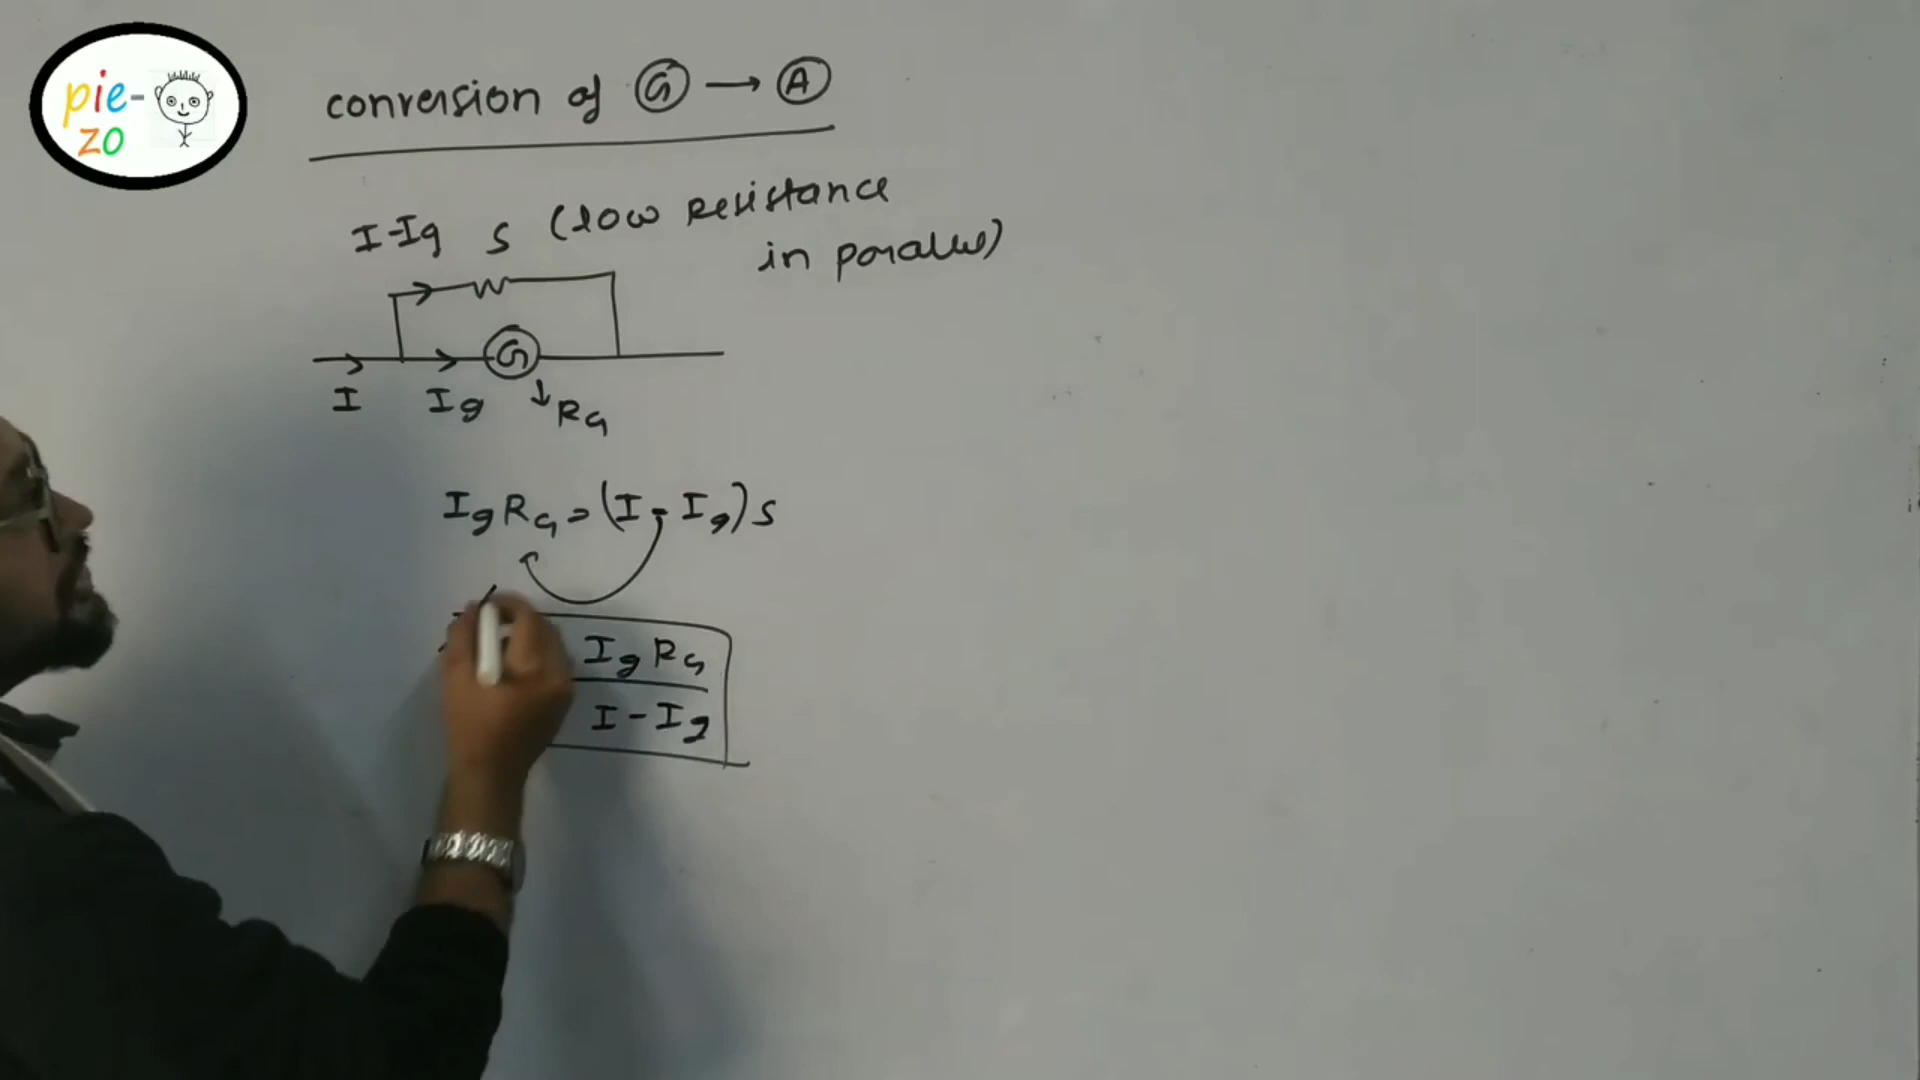 pie-
zo
conversion of G → A
I-Ig S (low resistance
in parallel)
G
I Ig ↓ RG
IgRG = (I - Ig)S
IgRG
I - Ig